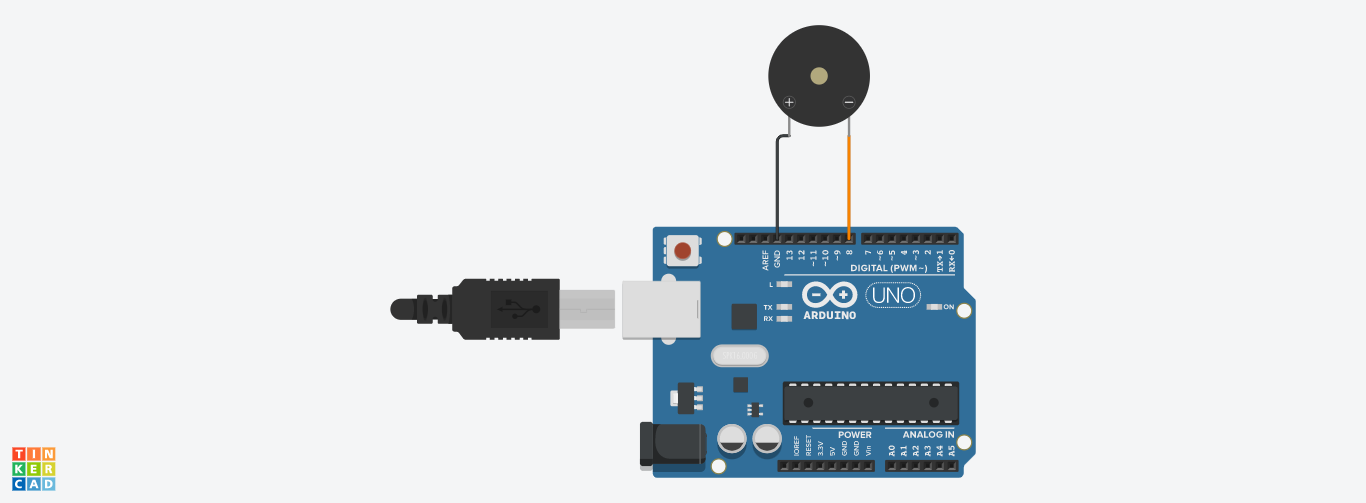 + −
AREF
GND
13
12
~11
~10
~9
8
7
~6
~5
4
~3
2
TX→1
RX←0
DIGITAL (PWM~)
L
TX
RX
ARDUINO
UNO
ON
POWER
ANALOG IN
IOREF
RESET
3.3V
5V
GND
GND
Vin
A0
A1
A2
A3
A4
A5
TIN
KER
CAD